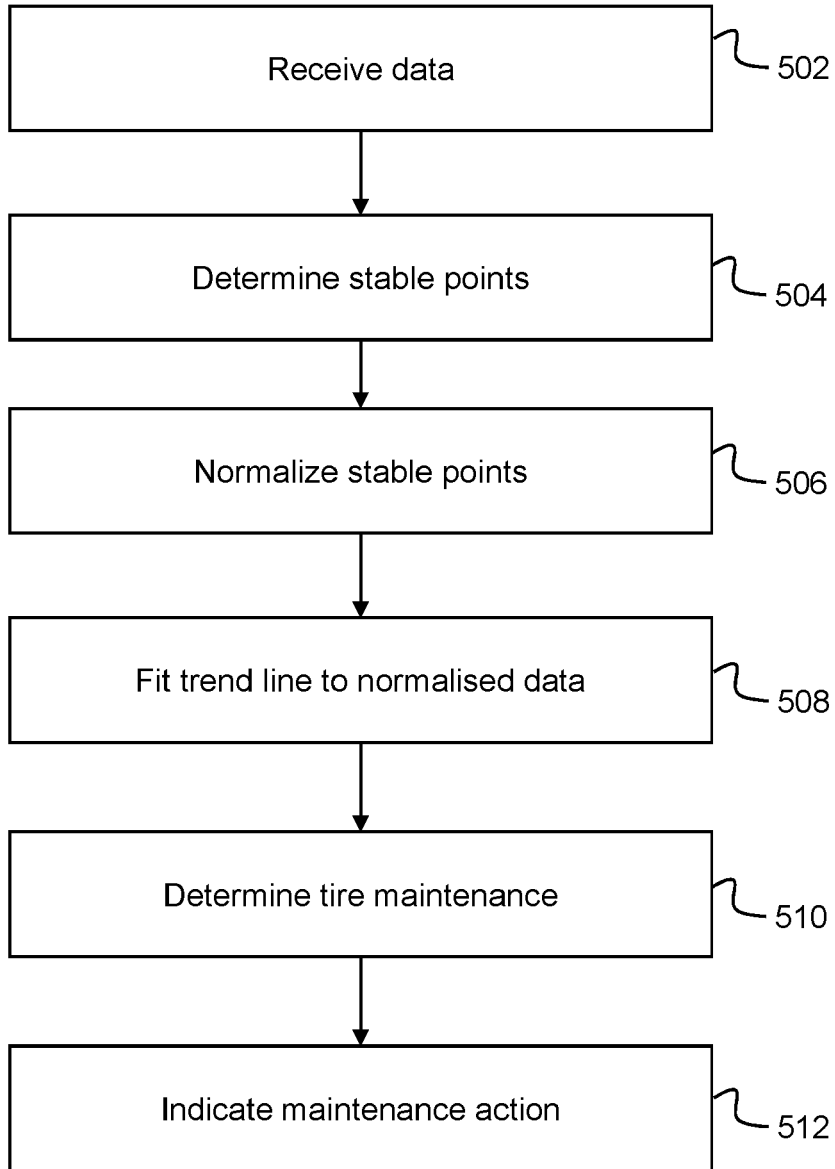 Receive data
502
Determine stable points
504
Normalize stable points
506
Fit trend line to normalised data
508
Determine tire maintenance
510
Indicate maintenance action
512